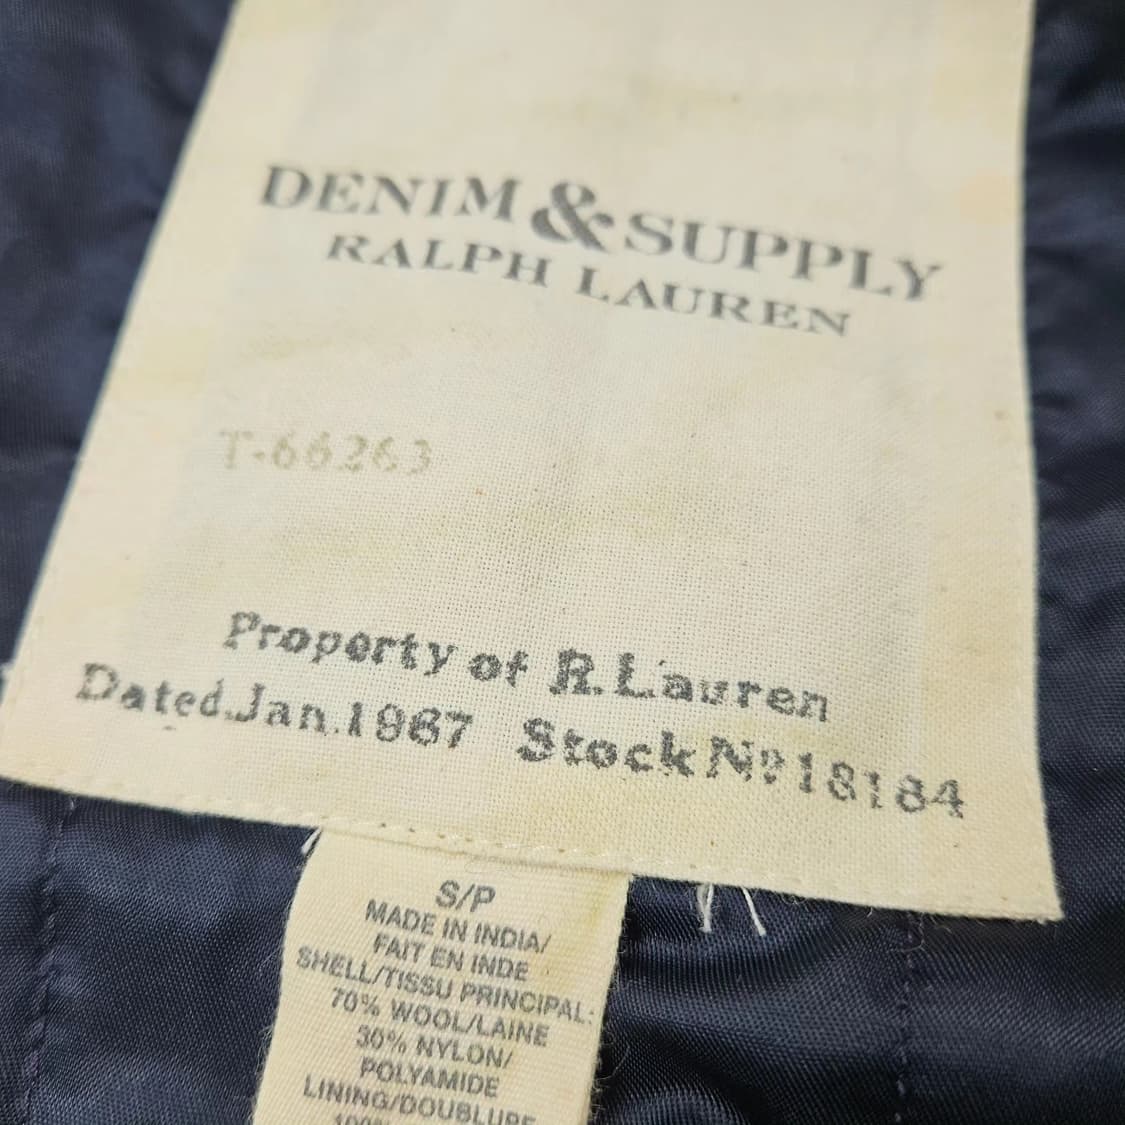 DENIM & SUPPLY
RALPH LAUREN
T-66263
Property of R. Lauren
Dated Jan. 1967 Stock Nº 18184
S/P
MADE IN INDIA/
FAIT EN INDE
SHELL/TISSU PRINCIPAL:
70% WOOL/LAINE
30% NYLON/
POLYAMIDE
LINING/DOUBLURE
100%